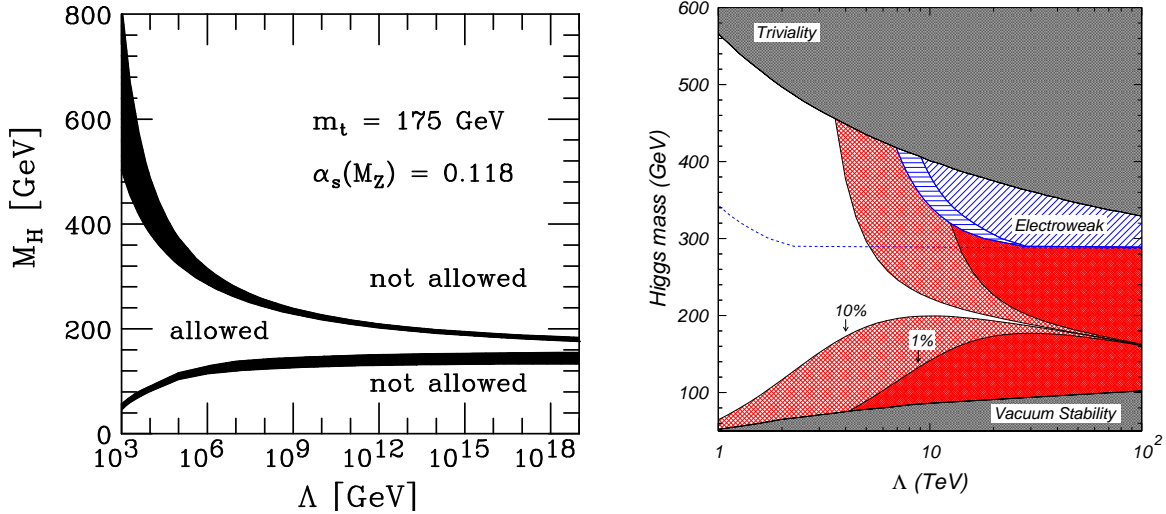 800
600
400
200
0
M_H [GeV]
m_t = 175 GeV
α_s(M_Z) = 0.118
not allowed
allowed
not allowed
10^3 10^6 10^9 10^12 10^15 10^18
Λ [GeV]
600
500
400
300
200
100
Higgs mass (GeV)
Triviality
Electroweak
10%
1%
Vacuum Stability
1 10 10^2
Λ (TeV)